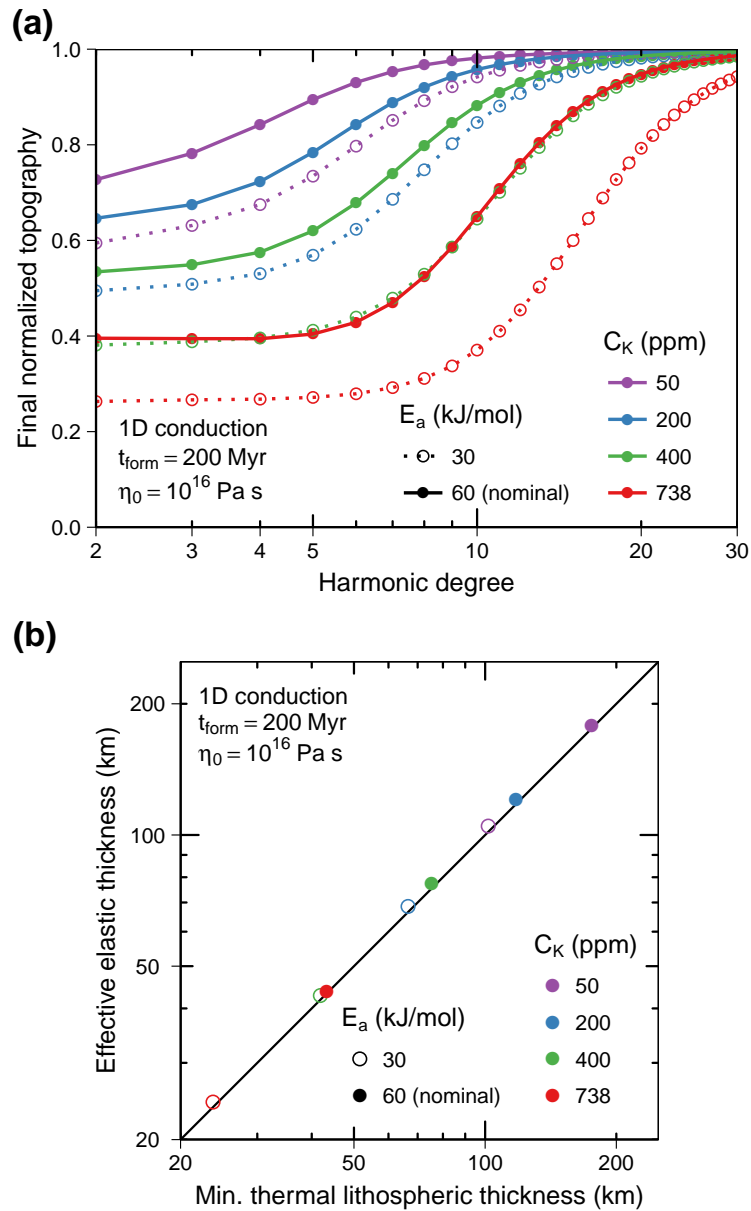 (a)
1.0
0.8
0.6
0.4
0.2
0.0
Final normalized topography
1D conduction
t_form = 200 Myr
η_0 = 10^16 Pa s
E_a (kJ/mol)
30
60 (nominal)
C_K (ppm)
50
200
400
738
2 3 4 5 10 20 30
Harmonic degree
(b)
200
100
50
20
Effective elastic thickness (km)
1D conduction
t_form = 200 Myr
η_0 = 10^16 Pa s
E_a (kJ/mol)
30
60 (nominal)
C_K (ppm)
50
200
400
738
20 50 100 200
Min. thermal lithospheric thickness (km)